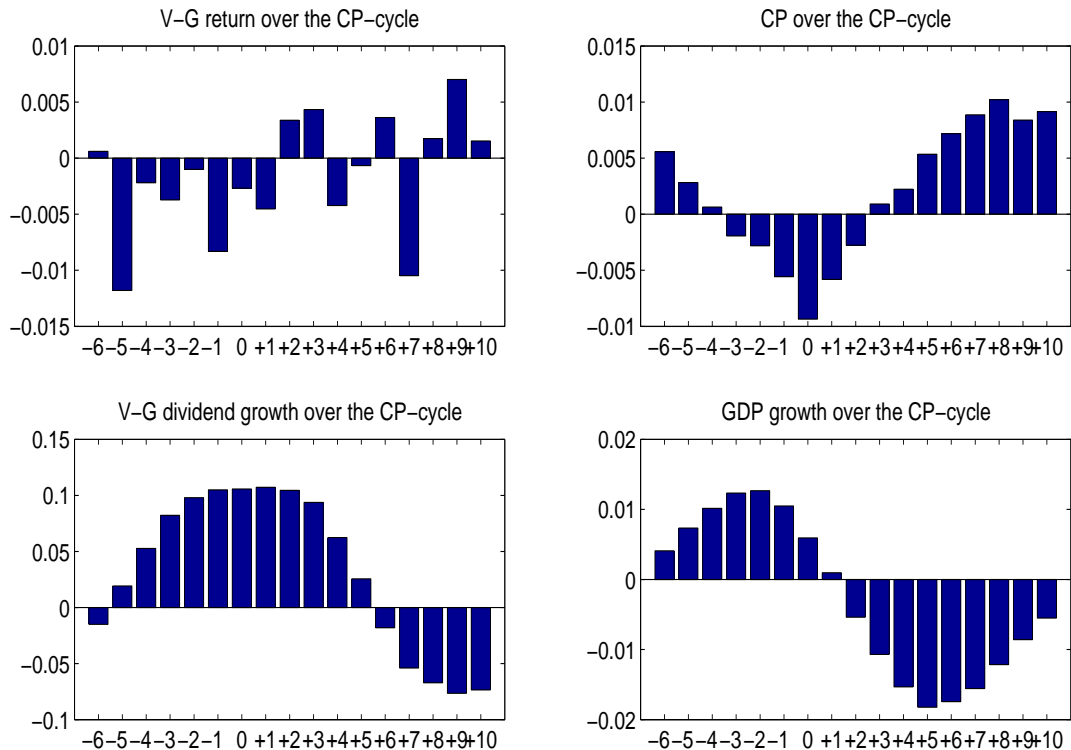 V−G return over the CP−cycle
0.01
0.005
0
−0.005
−0.01
−0.015
−6 −5 −4 −3 −2 −1 0 +1 +2 +3 +4 +5 +6 +7 +8 +9 +10
CP over the CP−cycle
0.015
0.01
0.005
0
−0.005
−0.01
−6 −5 −4 −3 −2 −1 0 +1 +2 +3 +4 +5 +6 +7 +8 +9 +10
V−G dividend growth over the CP−cycle
0.15
0.1
0.05
0
−0.05
−0.1
−6 −5 −4 −3 −2 −1 0 +1 +2 +3 +4 +5 +6 +7 +8 +9 +10
GDP growth over the CP−cycle
0.02
0.01
0
−0.01
−0.02
−6 −5 −4 −3 −2 −1 0 +1 +2 +3 +4 +5 +6 +7 +8 +9 +10